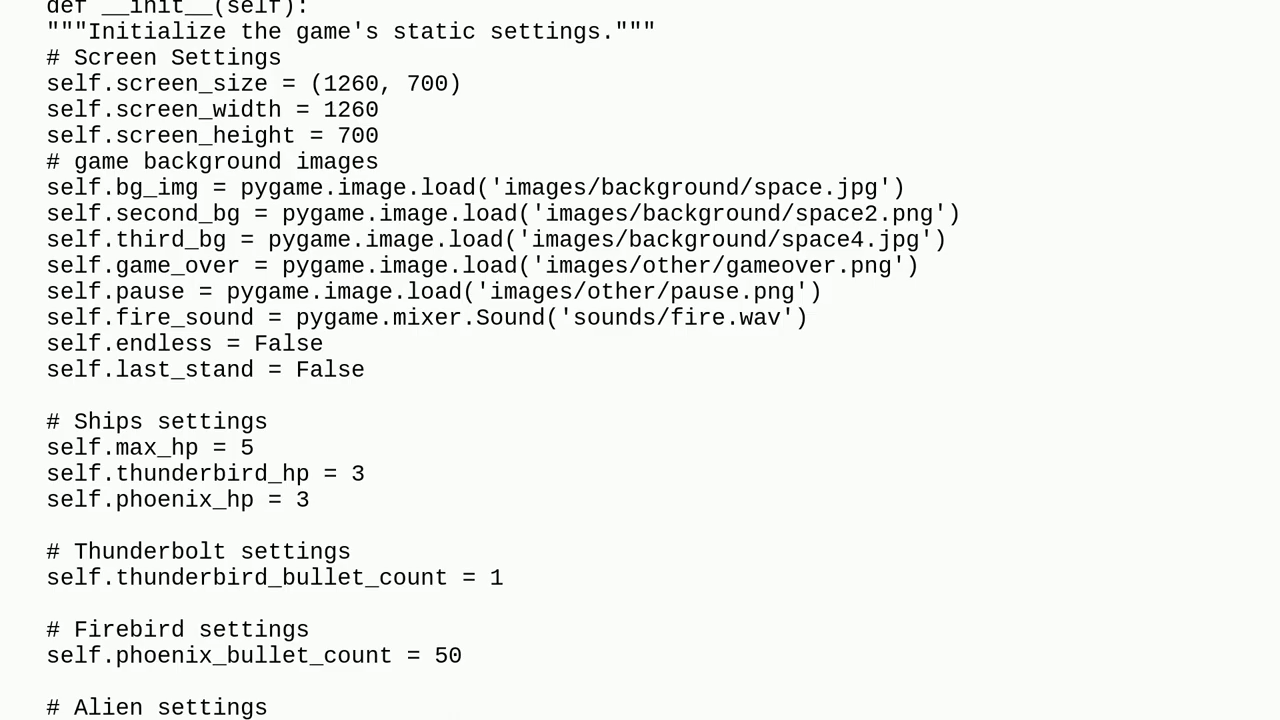 def __init__(self):
"""Initialize the game's static settings."""
# Screen Settings
self.screen_size = (1260, 700)
self.screen_width = 1260
self.screen_height = 700
# game background images
self.bg_img = pygame.image.load('images/background/space.jpg')
self.second_bg = pygame.image.load('images/background/space2.png')
self.third_bg = pygame.image.load('images/background/space4.jpg')
self.game_over = pygame.image.load('images/other/gameover.png')
self.pause = pygame.image.load('images/other/pause.png')
self.fire_sound = pygame.mixer.Sound('sounds/fire.wav')
self.endless = False
self.last_stand = False
# Ships settings
self.max_hp = 5
self.thunderbird_hp = 3
self.phoenix_hp = 3
# Thunderbolt settings
self.thunderbird_bullet_count = 1
# Firebird settings
self.phoenix_bullet_count = 50
# Alien settings